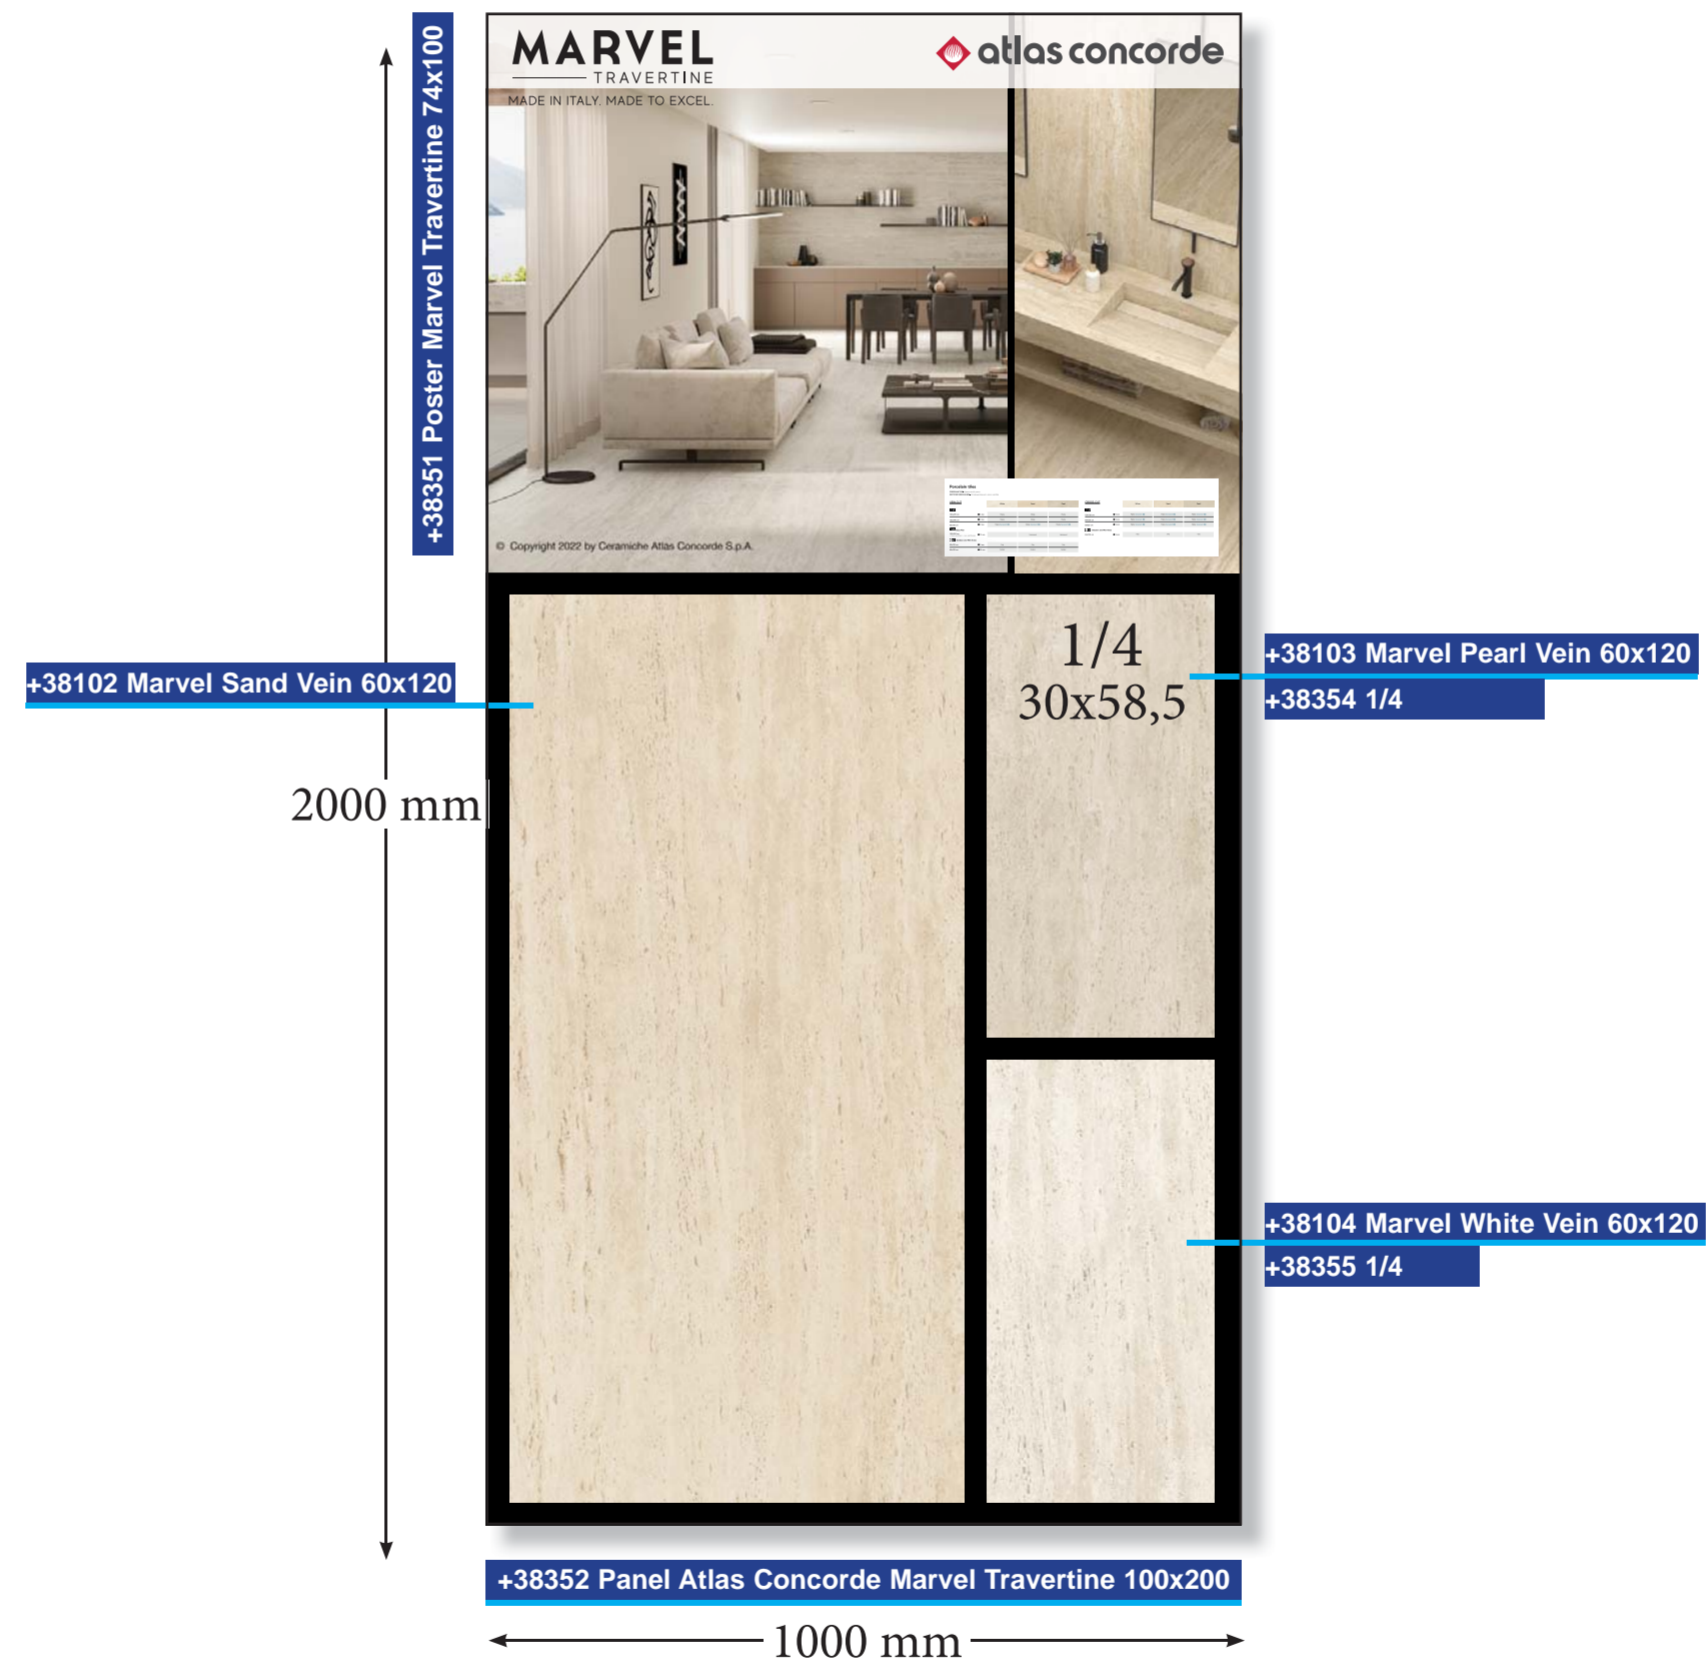 +38351 Poster Marvel Travertine 74x100
MARVEL
TRAVERTINE
MADE IN ITALY. MADE TO EXCEL.
atlas concorde
© Copyright 2022 by Ceramiche Atlas Concorde S.p.A.
Porcelain tiles
+38102 Marvel Sand Vein 60x120
2000 mm
1/4
30x58,5
+38103 Marvel Pearl Vein 60x120
+38354 1/4
+38104 Marvel White Vein 60x120
+38355 1/4
+38352 Panel Atlas Concorde Marvel Travertine 100x200
1000 mm